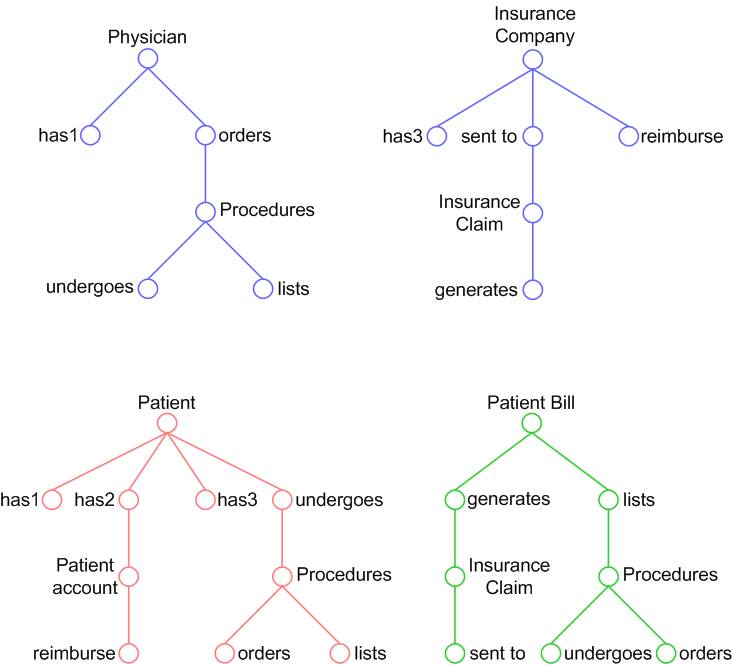 Physician
has1
orders
Procedures
undergoes
lists
Insurance
Company
has3
sent to
reimburse
Insurance
Claim
generates
Patient
has1
has2
has3
undergoes
Patient
account
Procedures
reimburse
orders
lists
Patient Bill
generates
lists
Insurance
Claim
Procedures
sent to
undergoes
orders